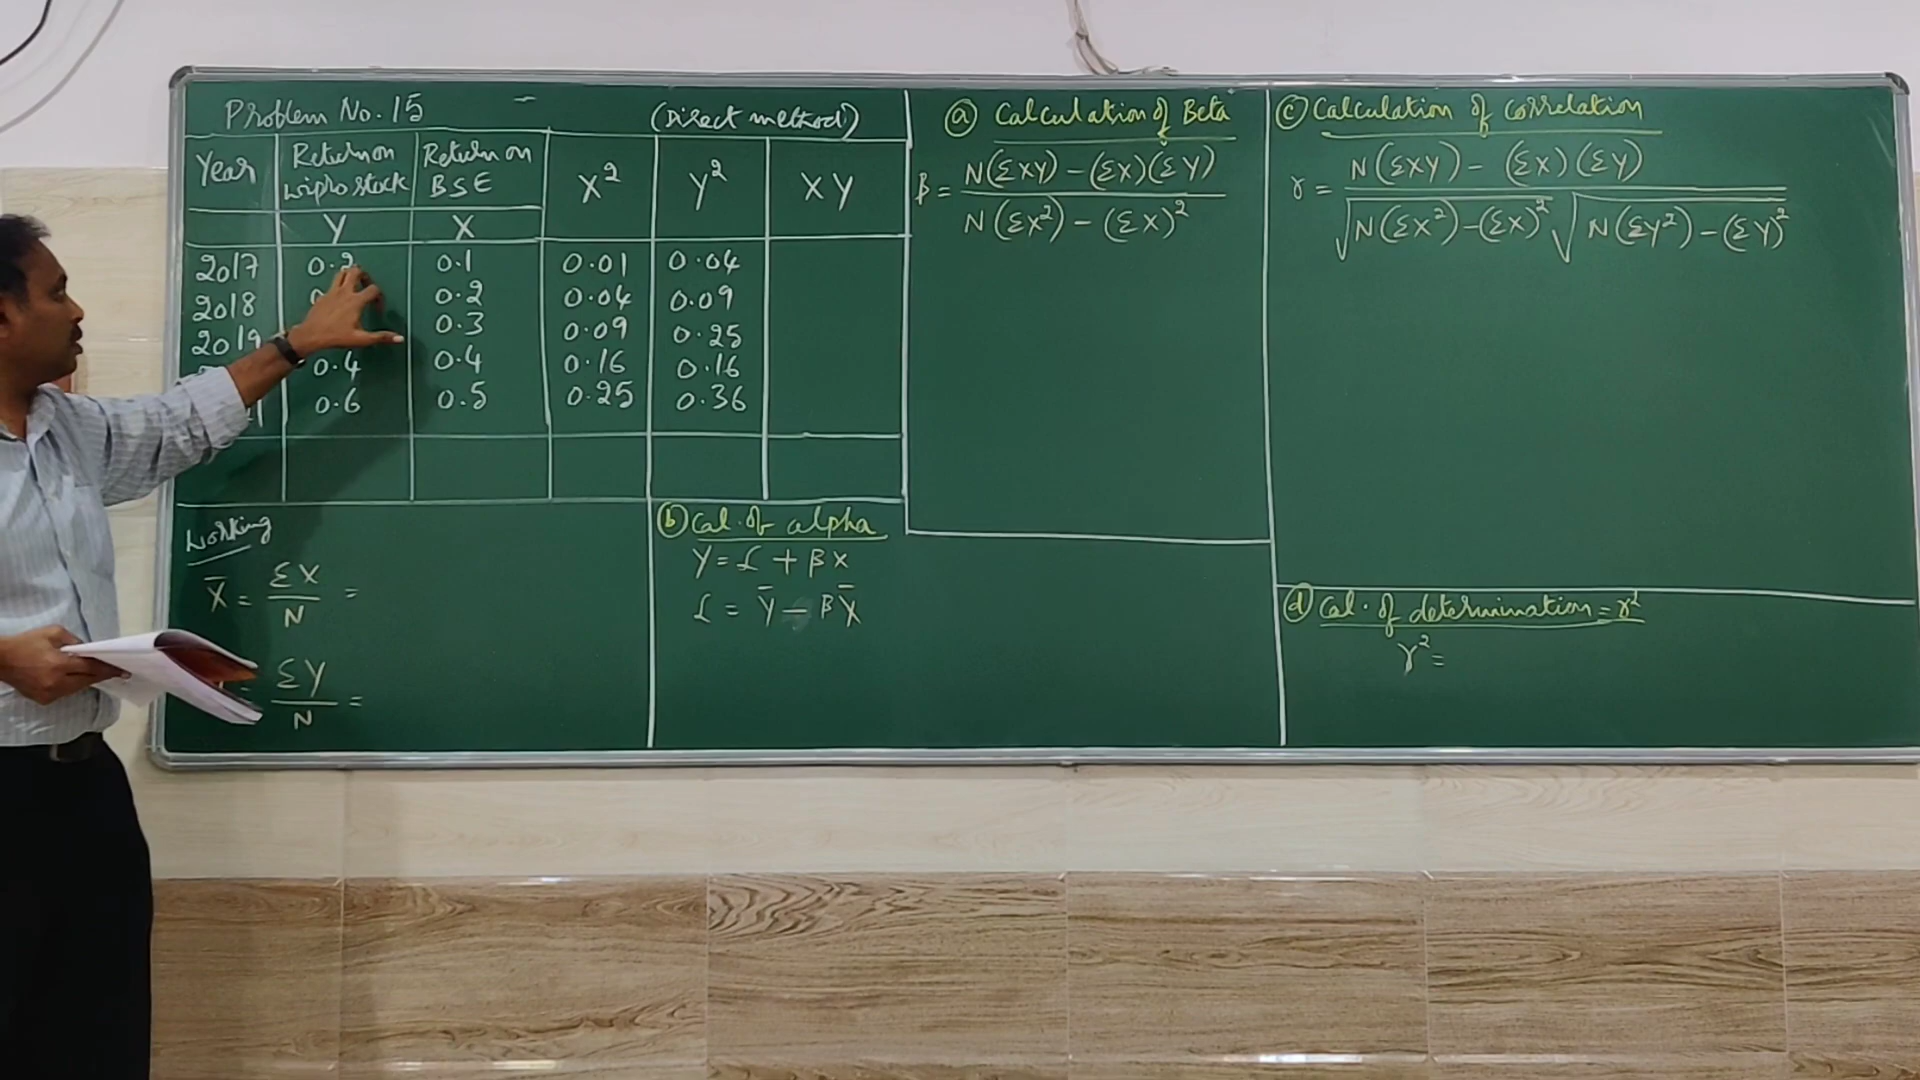 Problem No. 15 (Direct method)
Year Return on Wipro stock Return on BSE X² Y² XY
Y X
2017 0.2 0.1 0.01 0.04
2018 0.2 0.04 0.09
2019 0.3 0.09 0.25
0.4 0.4 0.16 0.16
0.6 0.5 0.25 0.36
Working
X̄ = ΣX / N =
ΣY / N =
(b) Cal. of alpha
Y = £ + βX
£ = Ȳ - βX̄
(a) Calculation of Beta
β = N(ΣXY) - (ΣX)(ΣY) / N(ΣX²) - (ΣX)²
(c) Calculation of correlation
r = N(ΣXY) - (ΣX)(ΣY) / √N(ΣX²) - (ΣX)² √N(ΣY²) - (ΣY)²
(d) Cal. of determination = r²
r² =